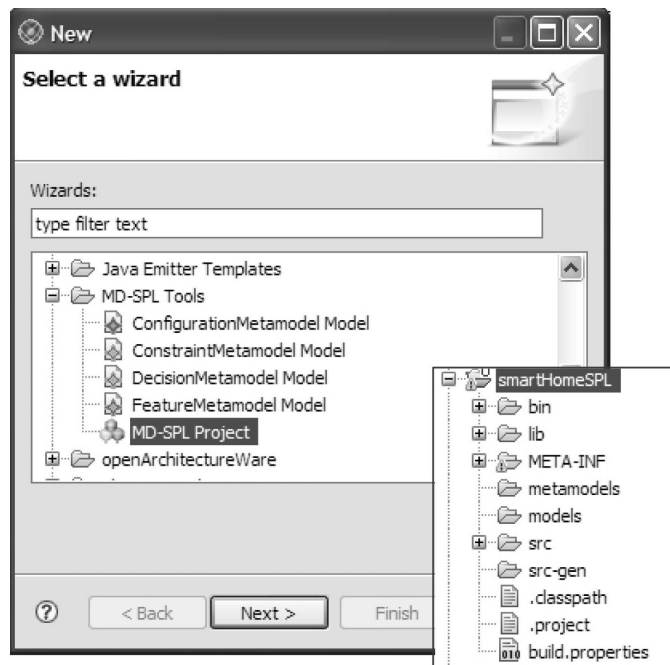 New
Select a wizard
Wizards:
type filter text
Java Emitter Templates
MD-SPL Tools
ConfigurationMetamodel Model
ConstraintMetamodel Model
DecisionMetamodel Model
FeatureMetamodel Model
MD-SPL Project
openArchitectureWare
< Back
Next >
Finish
smartHomeSPL
bin
lib
META-INF
metamodels
models
src
src-gen
.classpath
.project
build.properties